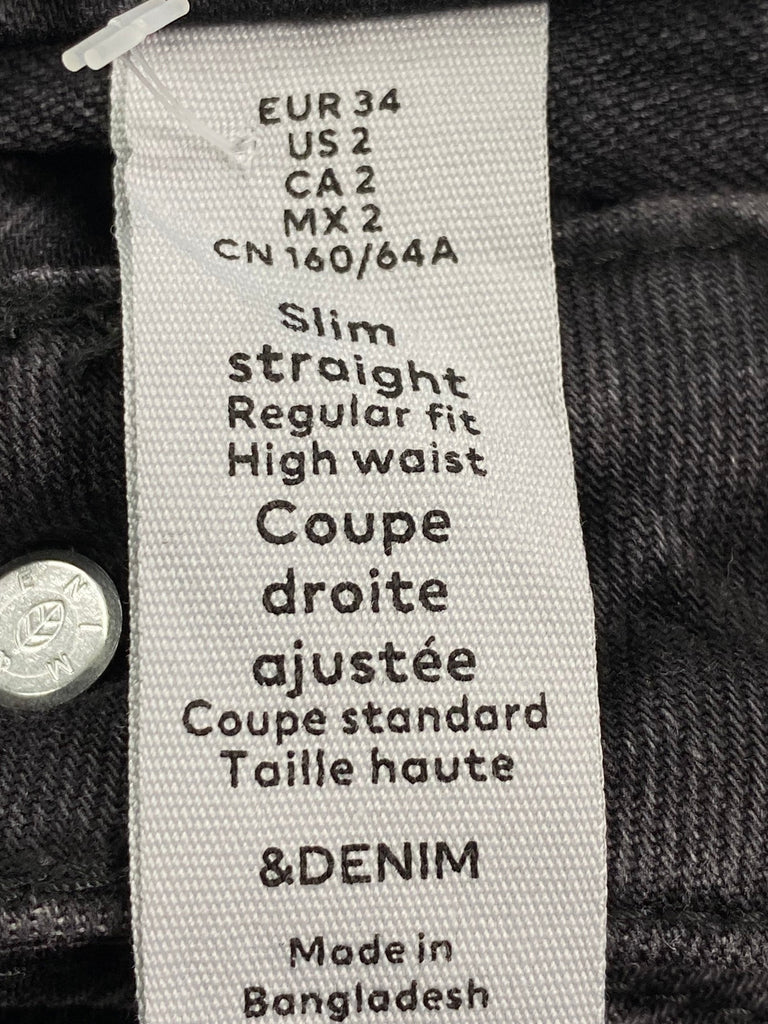 EUR 34
US 2
CA 2
MX 2
CN 160/64A
Slim
straight
Regular fit
High waist
Coupe
droite
ajustée
Coupe standard
Taille haute
&DENIM
Made in
Bangladesh
ENIM